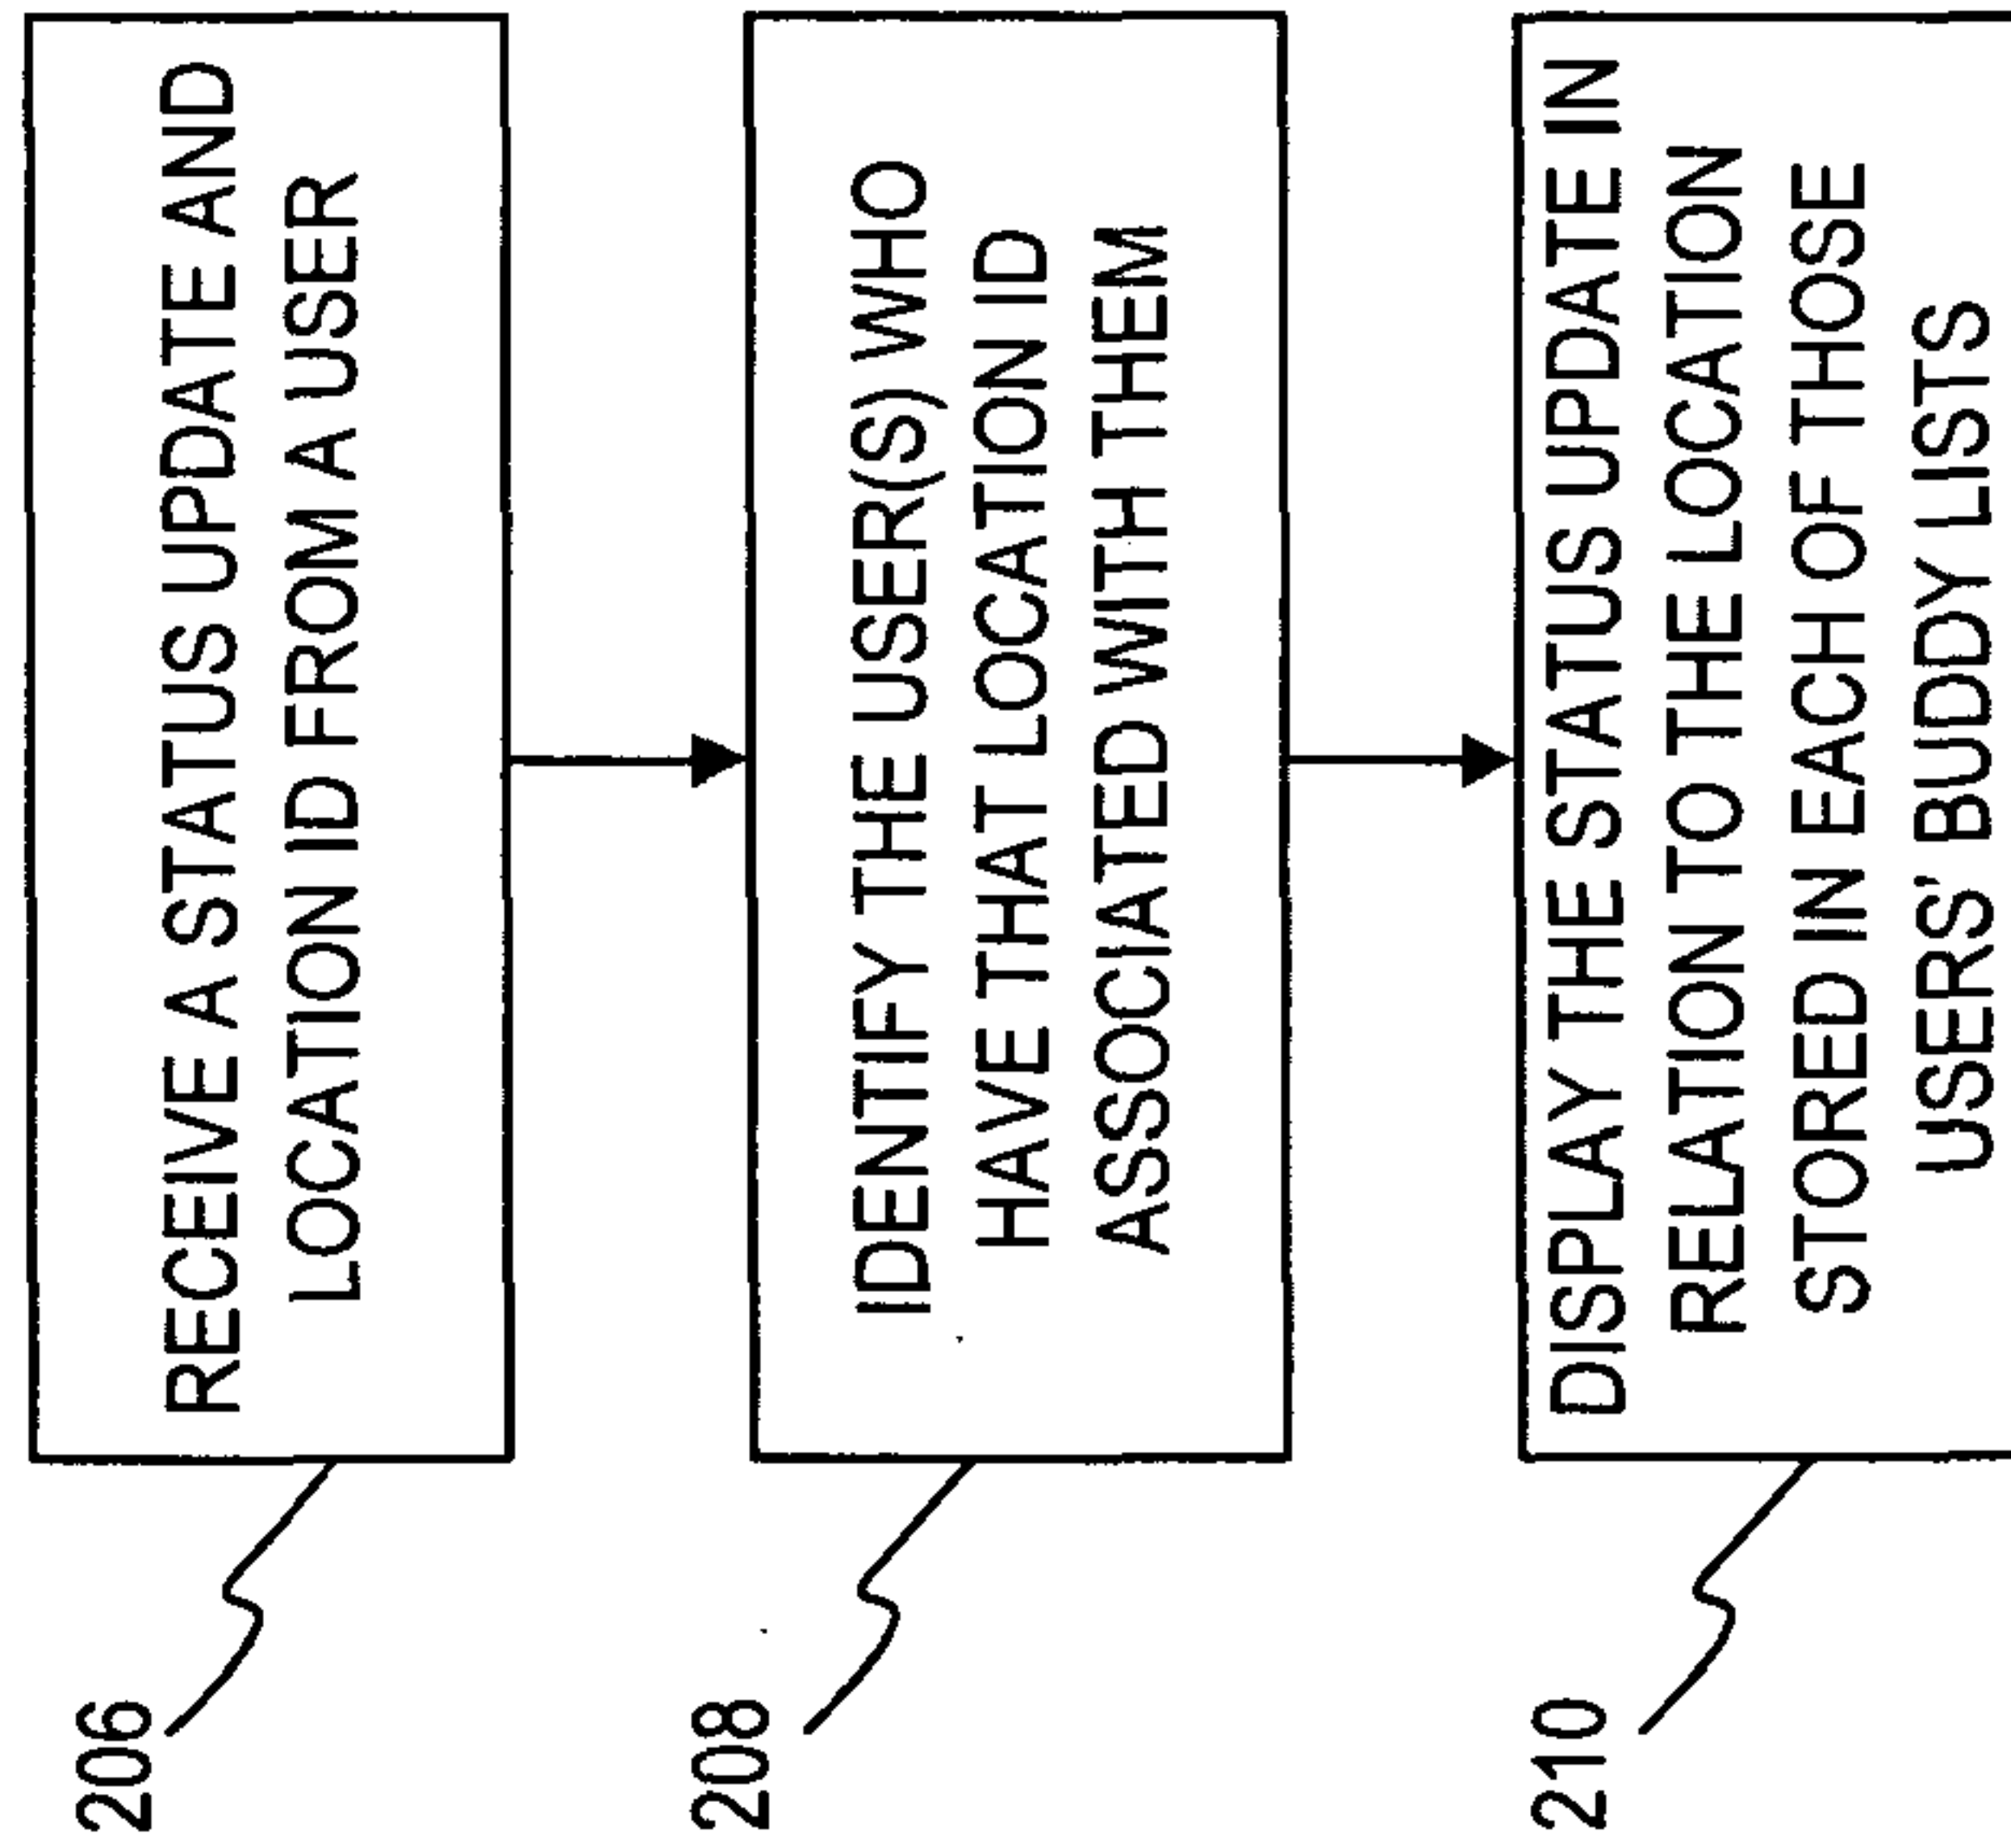 206
RECEIVE A STATUS UPDATE AND
LOCATION ID FROM A USER
208
IDENTIFY THE USER(S) WHO
HAVE THAT LOCATION ID
ASSOCIATED WITH THEM
210
DISPLAY THE STATUS UPDATE IN
RELATION TO THE LOCATION
STORED IN EACH OF THOSE
USERS' BUDDY LISTS